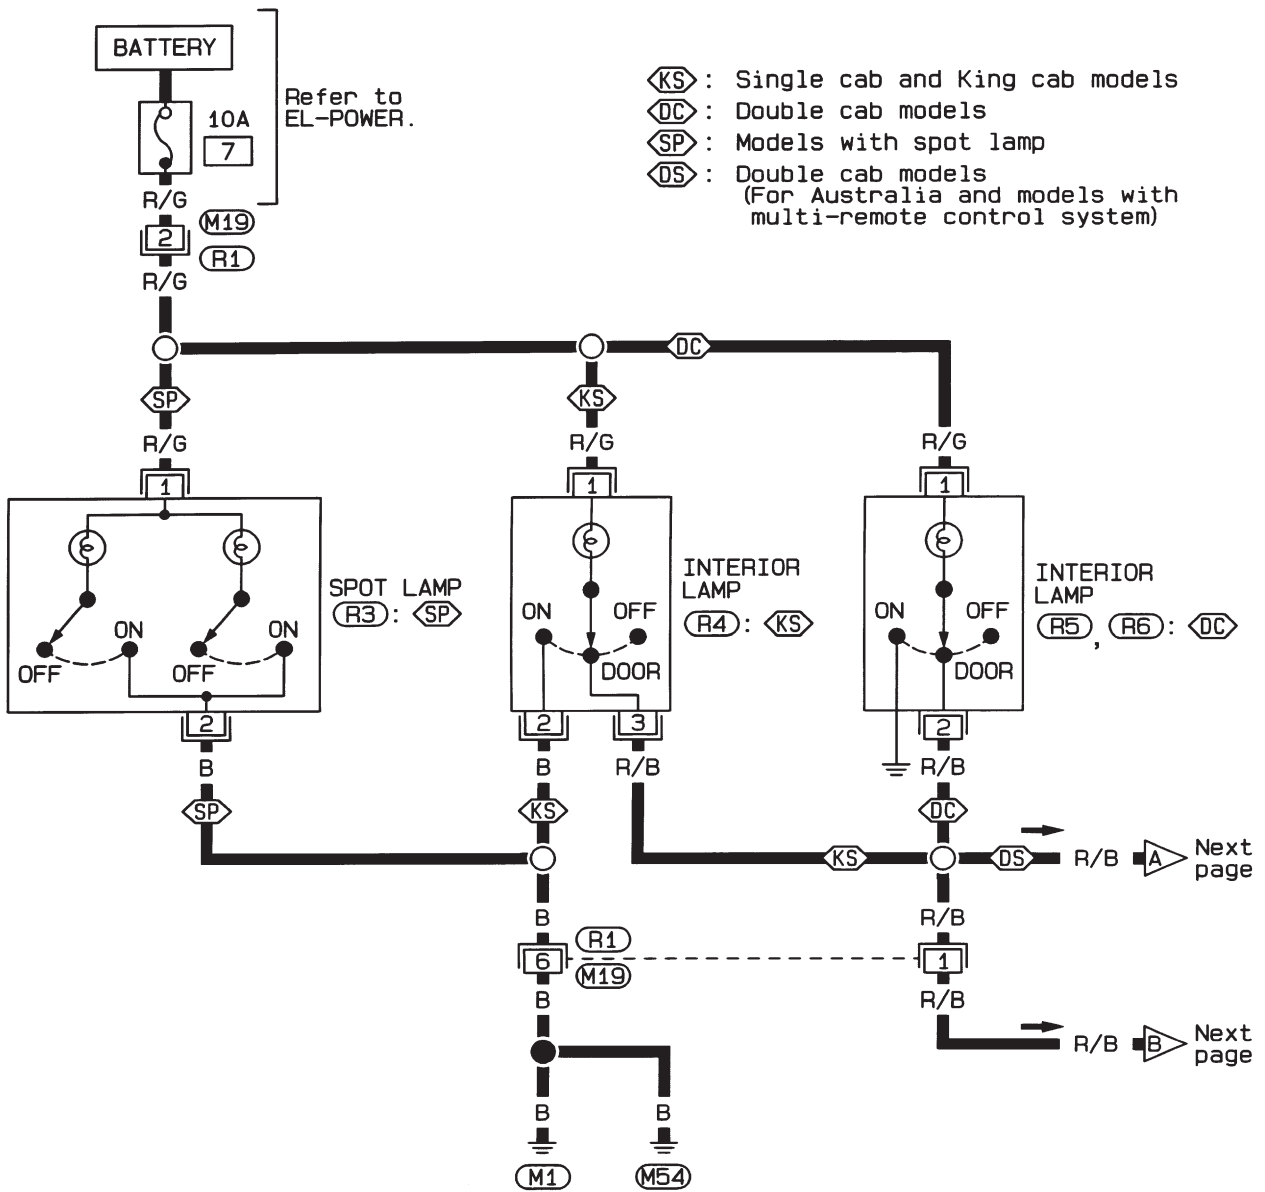 BATTERY
10A
7
Refer to
EL-POWER.
KS : Single cab and King cab models
DC : Double cab models
SP : Models with spot lamp
DS : Double cab models
(For Australia and models with
multi-remote control system)
R/G
M19
2
R1
R/G
DC
SP
KS
R/G
R/G
R/G
1
1
1
SPOT LAMP
R3 : SP
ON
ON
OFF
OFF
INTERIOR
LAMP
R4 : KS
ON
OFF
DOOR
INTERIOR
LAMP
R5 , R6 : DC
ON
OFF
DOOR
2
2
3
2
B
B
R/B
R/B
SP
KS
DC
KS
DS
R/B
A
Next
page
B
R/B
R1
6
M19
1
B
R/B
R/B
B
Next
page
B
B
M1
M54